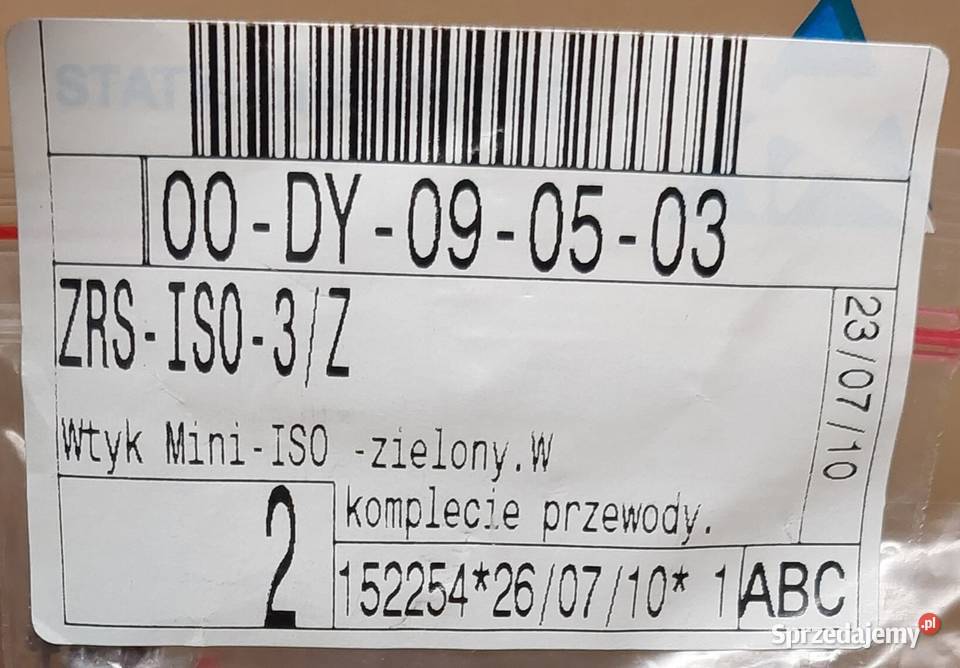 STAT
00-DY-09-05-03
ZRS-ISO-3/Z
23/07/10
Wtyk Mini-ISO -zielony.W
komplecie przewody.
2
152254*26/07/10* 1
ABC
Sprzedajemy.pl